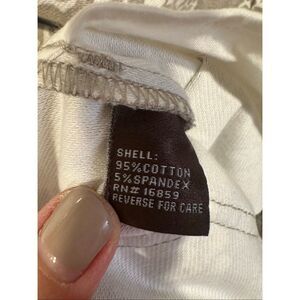 SHELL:
95%COTTON
5%SPANDEX
RN# 16859
REVERSE FOR CARE